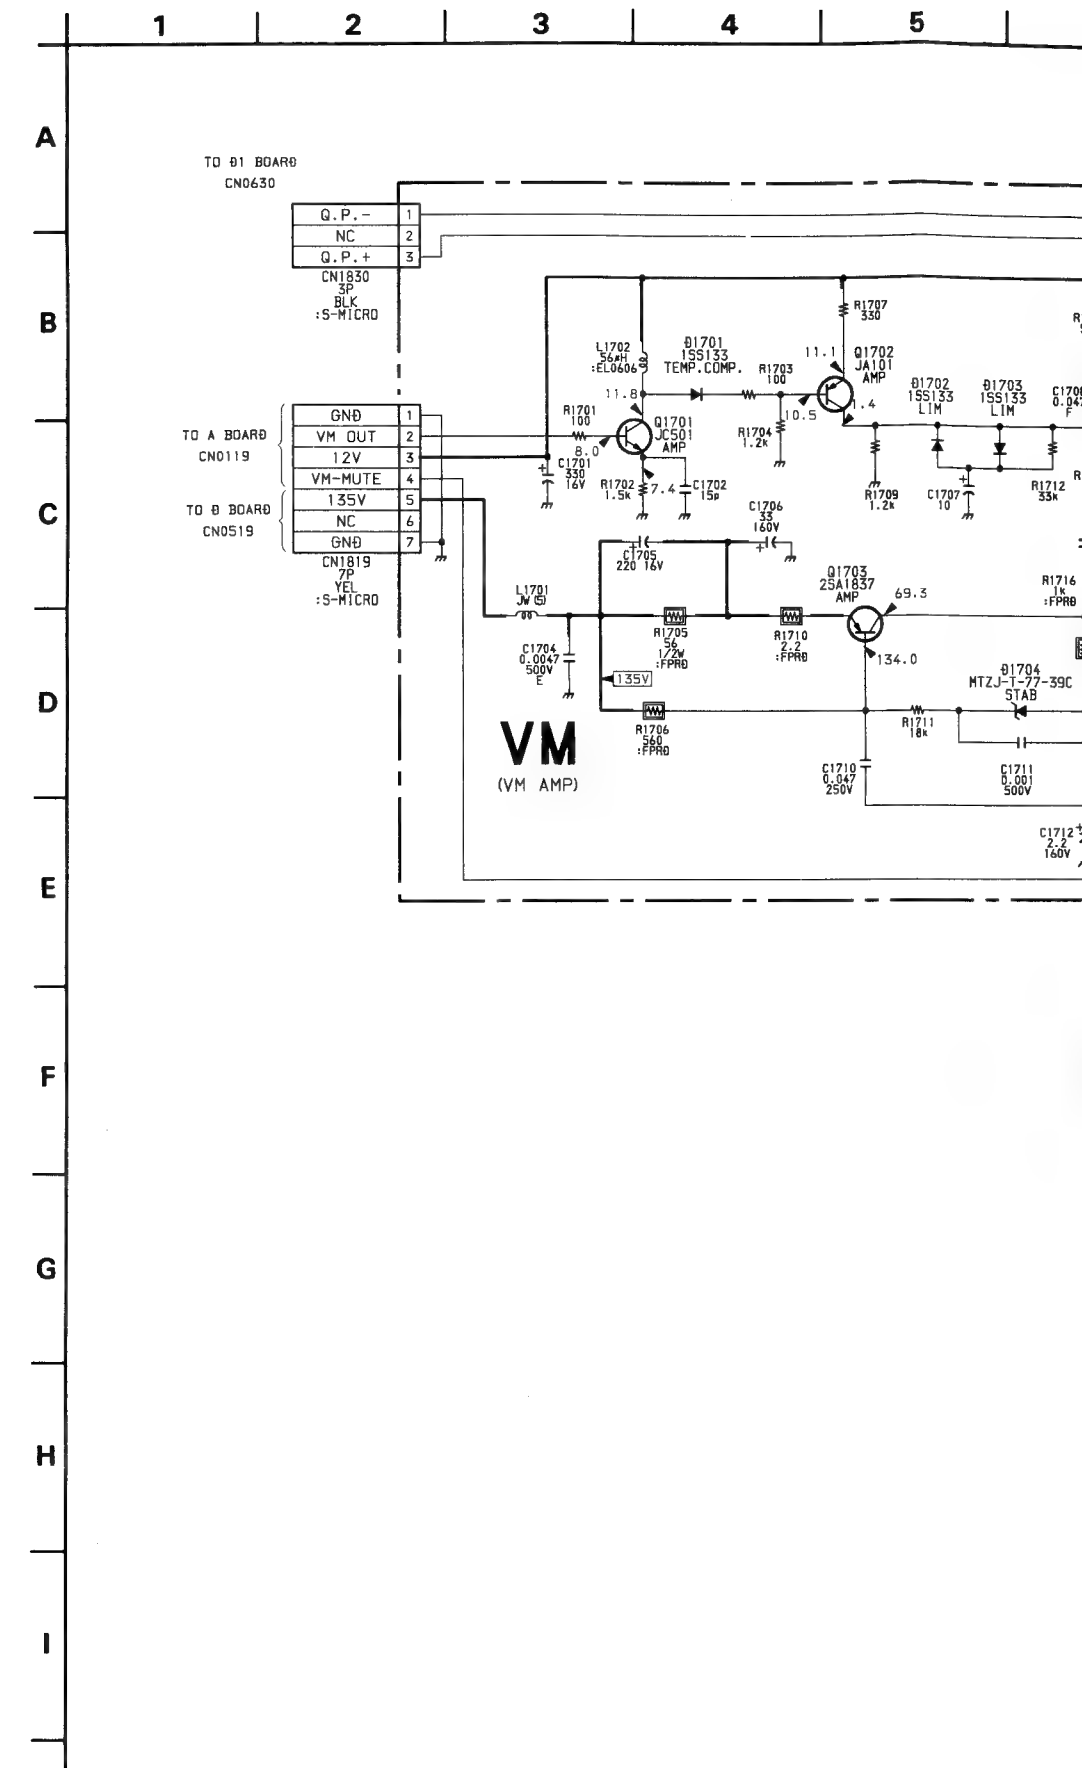 1 2 3 4 5
A
TO D1 BOARD
CN0630
Q.P.- 1
NC 2
Q.P.+ 3
CN1830
3P
BLK
:S-MICRO
B
R1707
330
L1702
56µH
:EL0606
D1701
1SS133
TEMP.COMP.
R1703
100
11.1
Q1702
JA101
AMP
D1702
1SS133
LIM
D1703
1SS133
LIM
0.047
F
11.8
10.5
1.4
TO A BOARD
CN0119
GND 1
VM OUT 2
12V 3
VM-MUTE 4
TO D BOARD
CN0519
135V 5
NC 6
GND 7
CN1819
7P
YEL
:S-MICRO
R1701
100
8.0
Q1701
JC501
AMP
R1704
1.2k
C
C1701
330
16V
R1702
1.5k
7.4
C1702
15p
R1709
1.2k
C1707
10
R1712
33k
C1706
33
160V
C1705
220 16V
L1701
JW(5)
Q1703
2SA1837
AMP
69.3
R1716
1k
:FPRD
R1705
56
1/2W
:FPRD
R1710
2.2
:FPRD
C1704
0.0047
500V
E
134.0
135V
D1704
MTZJ-T-77-39C
STAB
D
R1706
560
:FPRD
R1711
18k
VM
(VM AMP)
C1710
0.047
250V
C1711
0.001
500V
C1712
2.2
160V
E
F
G
H
I